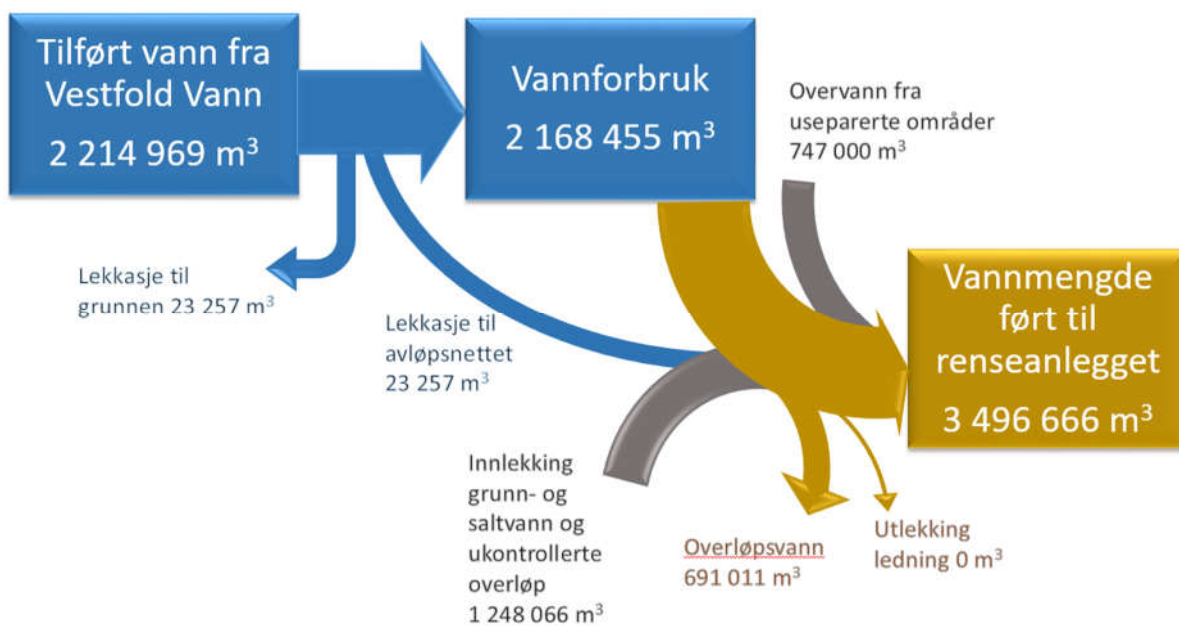 Tilført vann fra
Vestfold Vann
2 214 969 m³
Vannforbruk
2 168 455 m³
Overvann fra
useparerte områder
747 000 m³
Lekkasje til
grunnen 23 257 m³
Lekkasje til
avløpsnettet
23 257 m³
Vannmengde
ført til
renseanlegget
3 496 666 m³
Innlekking
grunn- og
saltvann og
ukontrollerte
overløp
1 248 066 m³
Overløpsvann
691 011 m³
Utlekking
ledning 0 m³